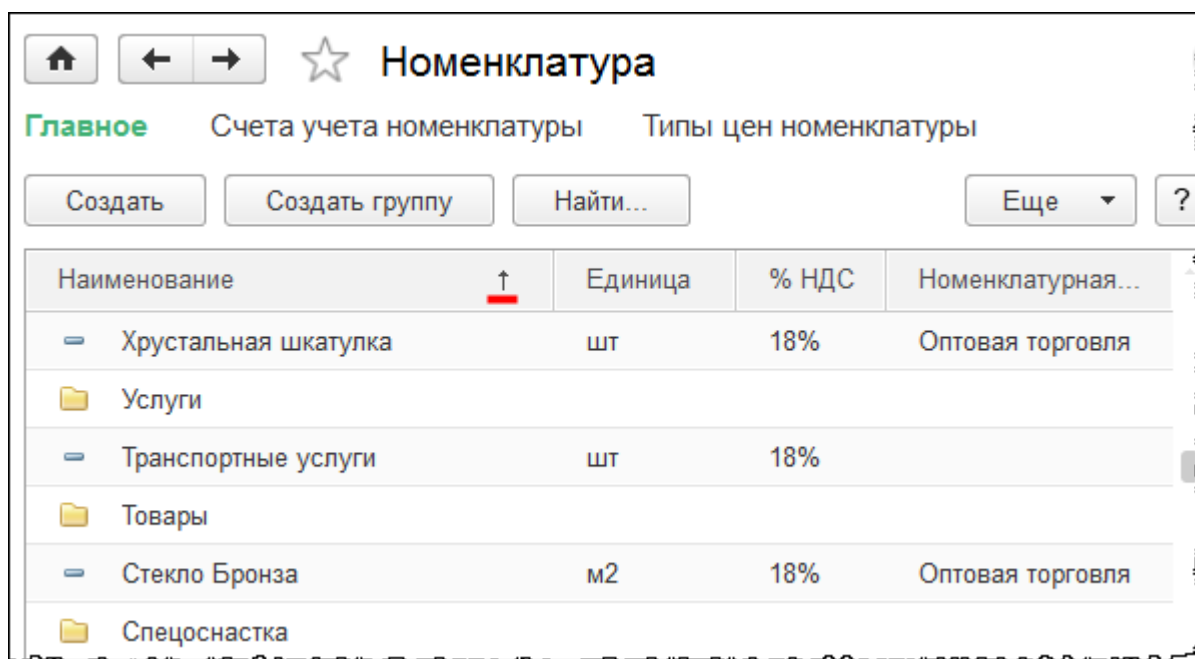 Номенклатура
Главное Счета учета номенклатуры Типы цен номенклатуры
Создать Создать группу Найти... Еще ?
Наименование ↑ Единица % НДС Номенклатурная...
Хрустальная шкатулка шт 18% Оптовая торговля
Услуги
Транспортные услуги шт 18%
Товары
Стекло Бронза м2 18% Оптовая торговля
Спецоснастка